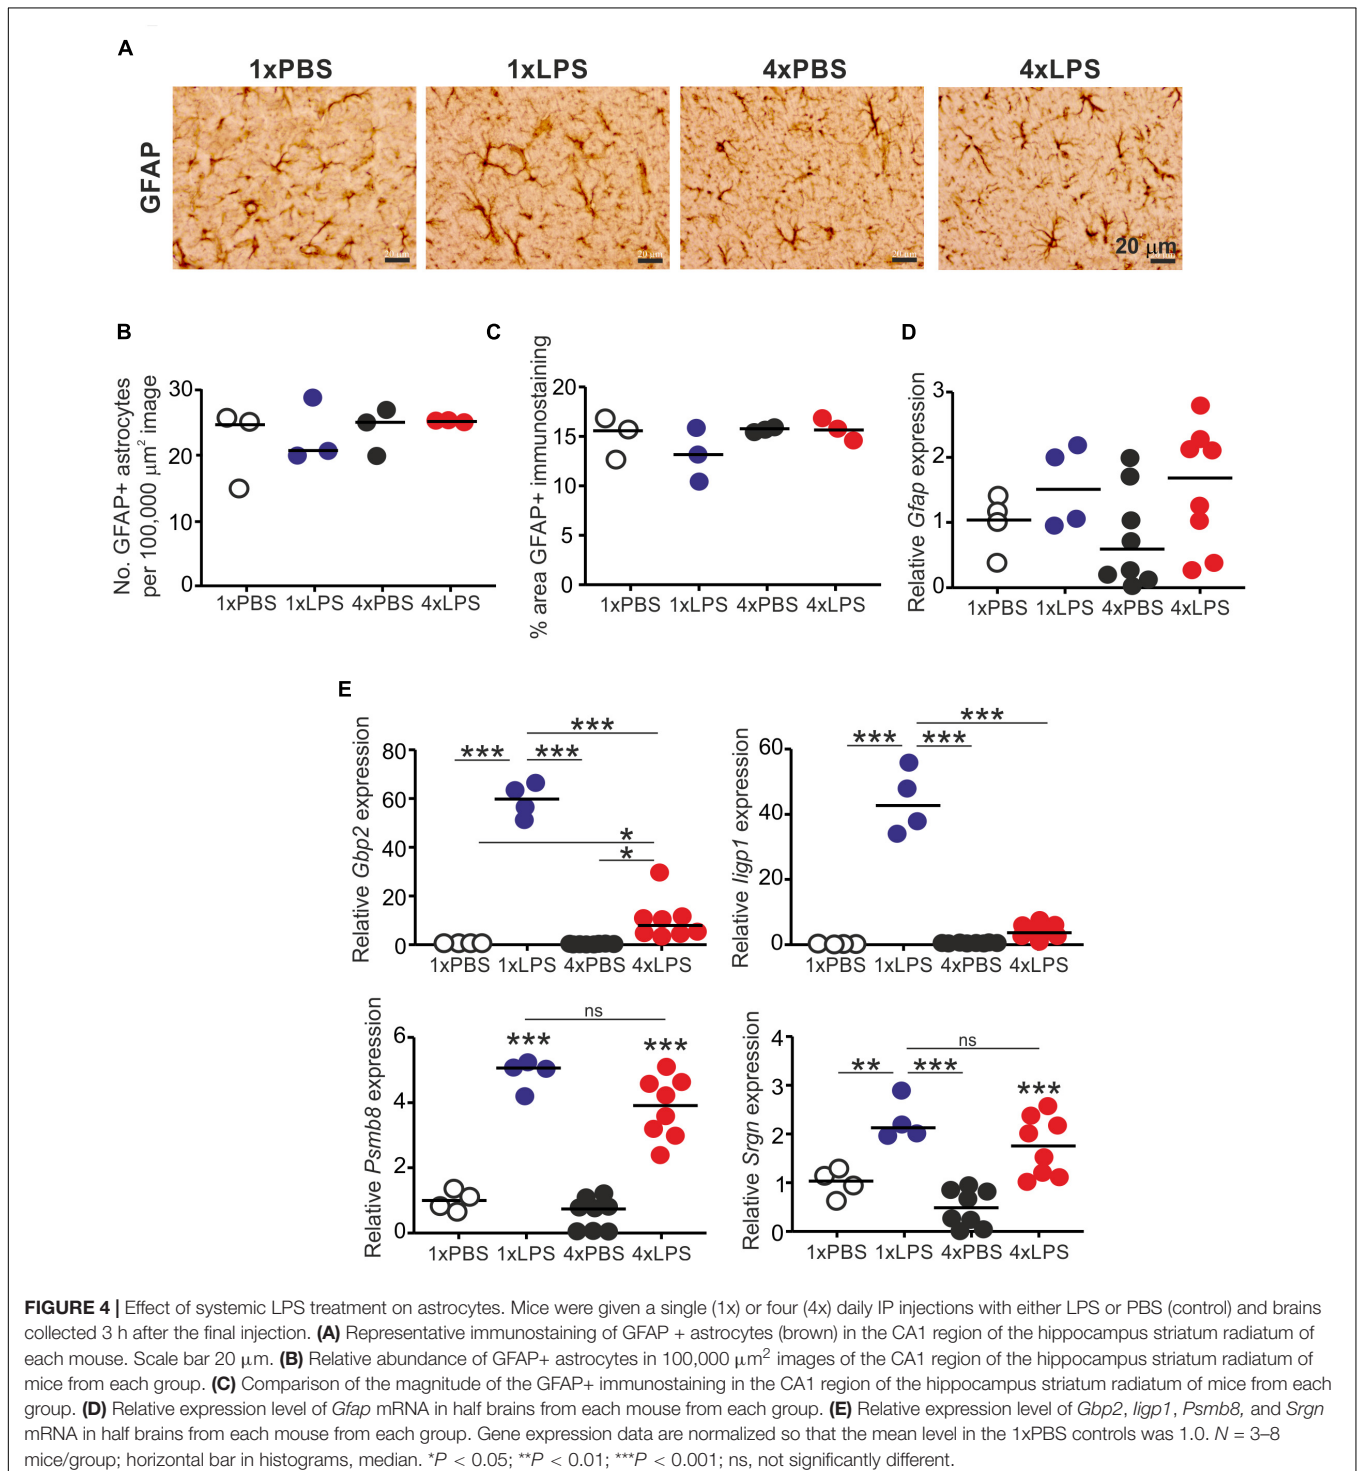 A
1xPBS 1xLPS 4xPBS 4xLPS
GFAP
20 µm 20 µm 20 µm 20 µm
B
No. GFAP+ astrocytes
per 100,000 µm² image
30
20
10
0
1xPBS 1xLPS 4xPBS 4xLPS
C
% area GFAP+ immunostaining
20
15
10
5
0
1xPBS 1xLPS 4xPBS 4xLPS
D
Relative Gfap expression
3
2
1
0
1xPBS 1xLPS 4xPBS 4xLPS
E
Relative Gbp2 expression
80
60
40
20
0
***
*** ***
*
*
1xPBS 1xLPS 4xPBS 4xLPS
Relative Iigp1 expression
60
40
20
0
***
*** ***
1xPBS 1xLPS 4xPBS 4xLPS
Relative Psmb8 expression
6
4
2
0
ns
*** ***
1xPBS 1xLPS 4xPBS 4xLPS
Relative Srgn expression
4
3
2
1
0
ns
** *** ***
1xPBS 1xLPS 4xPBS 4xLPS
FIGURE 4 | Effect of systemic LPS treatment on astrocytes. Mice were given a single (1x) or four (4x) daily IP injections with either LPS or PBS (control) and brains
collected 3 h after the final injection. (A) Representative immunostaining of GFAP + astrocytes (brown) in the CA1 region of the hippocampus striatum radiatum of
each mouse. Scale bar 20 µm. (B) Relative abundance of GFAP+ astrocytes in 100,000 µm² images of the CA1 region of the hippocampus striatum radiatum of
mice from each group. (C) Comparison of the magnitude of the GFAP+ immunostaining in the CA1 region of the hippocampus striatum radiatum of mice from each
group. (D) Relative expression level of Gfap mRNA in half brains from each mouse from each group. (E) Relative expression level of Gbp2, Iigp1, Psmb8, and Srgn
mRNA in half brains from each mouse from each group. Gene expression data are normalized so that the mean level in the 1xPBS controls was 1.0. N = 3–8
mice/group; horizontal bar in histograms, median. *P < 0.05; **P < 0.01; ***P < 0.001; ns, not significantly different.